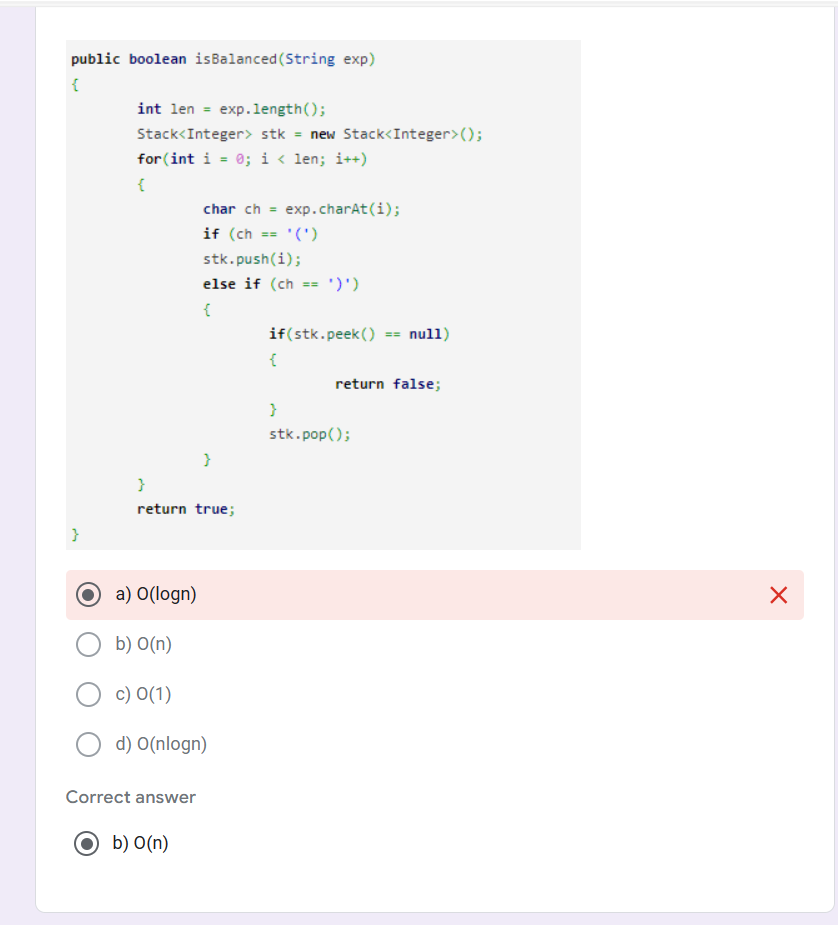 public boolean isBalanced(String exp)
{
int len = exp.length();
Stack<Integer> stk = new Stack<Integer>();
for(int i = 0; i < len; i++)
{
char ch = exp.charAt(i);
if (ch == '(')
stk.push(i);
else if (ch == ')')
{
if(stk.peek() == null)
{
return false;
}
stk.pop();
}
}
return true;
}
a) O(logn)
b) O(n)
c) O(1)
d) O(nlogn)
Correct answer
b) O(n)